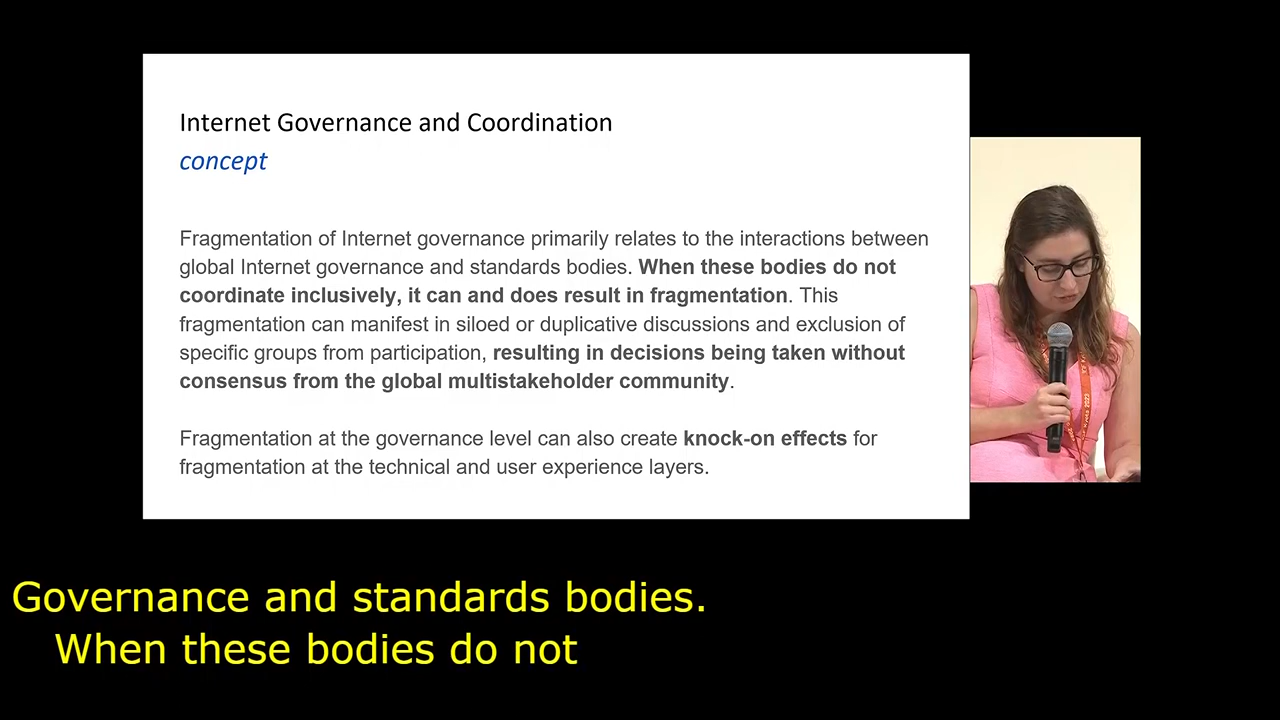 Internet Governance and Coordination
concept
Fragmentation of Internet governance primarily relates to the interactions between
global Internet governance and standards bodies. When these bodies do not
coordinate inclusively, it can and does result in fragmentation. This
fragmentation can manifest in siloed or duplicative discussions and exclusion of
specific groups from participation, resulting in decisions being taken without
consensus from the global multistakeholder community.
Fragmentation at the governance level can also create knock-on effects for
fragmentation at the technical and user experience layers.
Governance and standards bodies.
When these bodies do not